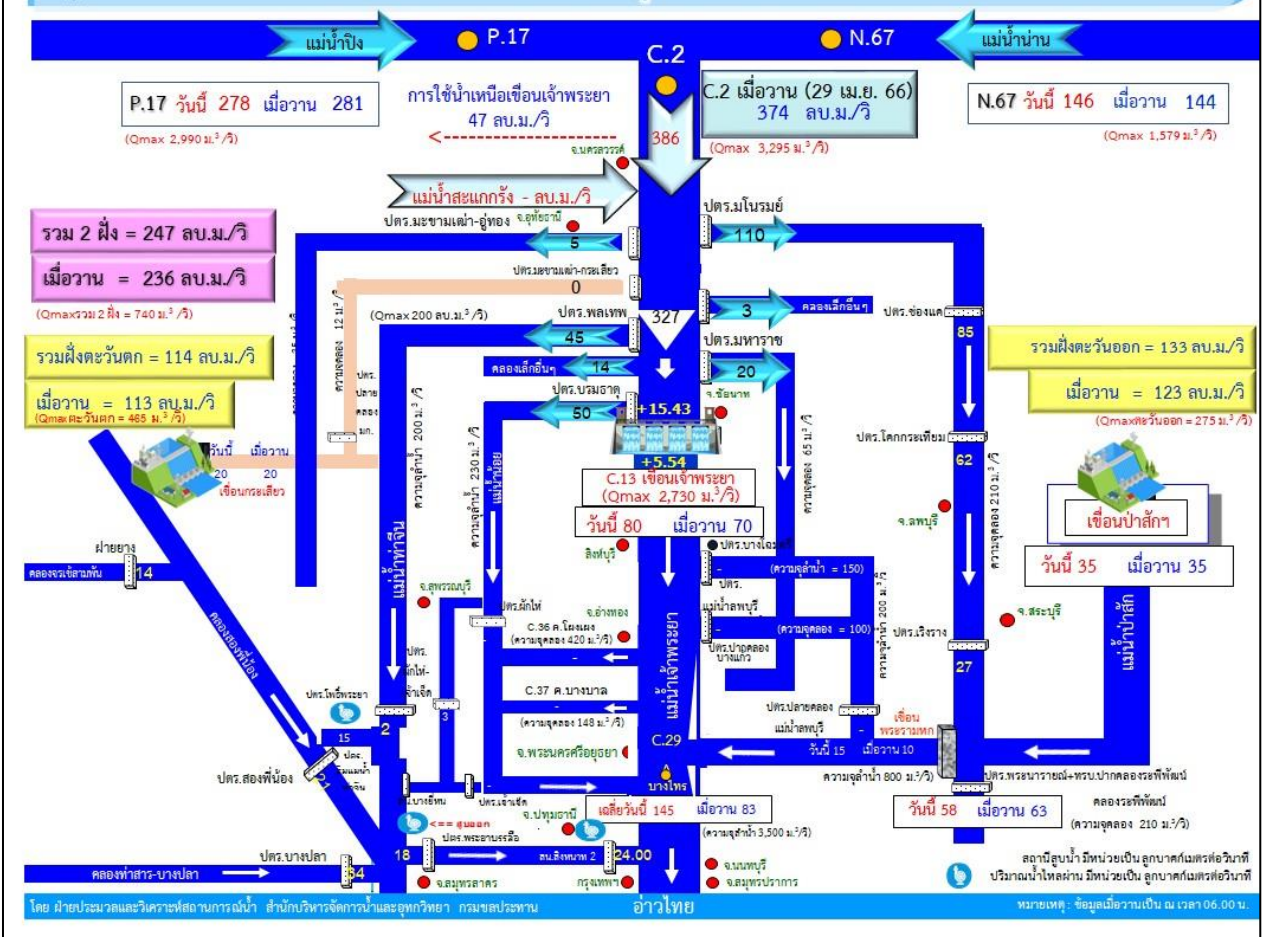 แม่น้ำปิง
P.17
C.2
N.67
แม่น้ำน่าน
P.17 วันนี้ 278 เมื่อวาน 281
(Qmax 2,990 ม.³/วิ)
การใช้น้ำเหนือเขื่อนเจ้าพระยา
47 ลบ.ม./วิ
386
C.2 เมื่อวาน (29 เม.ย. 66)
374 ลบ.ม./วิ
(Qmax 3,295 ม.³/วิ)
N.67 วันนี้ 146 เมื่อวาน 144
(Qmax 1,579 ม.³/วิ)
จ.นครสวรรค์
แม่น้ำสะแกกรัง - ลบ.ม./วิ
ปตร.มะขามเฒ่า-อู่ทอง
จ.อุทัยธานี
5
ปตร.มโนรมย์
110
รวม 2 ฝั่ง = 247 ลบ.ม./วิ
เมื่อวาน = 236 ลบ.ม./วิ
(Qmaxรวม 2 ฝั่ง = 740 ม.³ /วิ)
ปตร.มะขามเฒ่า-กระเสียว
0
(Qmax 200 ลบ.ม./วิ)
ปตร.พลเทพ
45
327
3
คลองเล็กอื่นๆ
ปตร.ช่องแค
85
รวมฝั่งตะวันตก = 114 ลบ.ม./วิ
เมื่อวาน = 113 ลบ.ม./วิ
(Qmaxตะวันตก = 465 ม.³ /วิ)
รวมฝั่งตะวันออก = 133 ลบ.ม./วิ
เมื่อวาน = 123 ลบ.ม./วิ
(Qmaxตะวันออก = 275 ม.³/วิ)
ความจุคลอง 12 ม.³ /วิ
ปตร.
ปลาย
คลอง
มก.
คลองเล็กอื่นๆ
14
ปตร.มหาราช
20
จ.ชัยนาท
ปตร.บรมธาตุ
50
+15.43
+5.54
C.13 เขื่อนเจ้าพระยา
(Qmax 2,730 ม.³/วิ)
วันนี้ 80 เมื่อวาน 70
วันนี้ เมื่อวาน
20 20
เขื่อนกระเสียว
ความจุลำน้ำ 200 ม.³ /วิ
ความจุลำน้ำ 230 ม.³ /วิ
แม่น้ำน้อย
ความจุคลอง 65 ม.³ /วิ
ปตร.โคกกระเทียม
62
ความจุคลอง 210 ม.³ /วิ
จ.ลพบุรี
เขื่อนป่าสักฯ
วันนี้ 35 เมื่อวาน 35
ฝายยาง
14
คลองจรเข้สามพัน
คลองสองพี่น้อง
แม่น้ำท่าจีน
จ.สุพรรณบุรี
สิงห์บุรี
-
(ความจุลำน้ำ = 150)
ปตร.
แม่น้ำลพบุรี
-
(ความจุคลอง = 100)
ปตร.ปากคลอง
บางแก้ว
ความจุลำน้ำ 200 ม.³ /วิ
จ.อ่างทอง
ปตร.ผักไห่
-
C.36 ค.โผงเผง
(ความจุคลอง 420 ม.³/วิ)
-
C.37 ค.บางบาล
-
(ความจุคลอง 148 ม.³/วิ)
ปตร.
ผักไห่-
เจ้าเจ็ด
3
แม่น้ำเจ้าพระยา
จ.สระบุรี
ปตร.เริงราง
27
แม่น้ำป่าสัก
ปตร.โพธิ์พระยา
2
15
ปตร.สองพี่น้อง
21
ปตร.ปลายคลอง
แม่น้ำลพบุรี
-
เขื่อน
พระรามหก
วันนี้ 15 เมื่อวาน 10
ความจุลำน้ำ 800 ม.³/วิ)
จ.พระนครศรีอยุธยา
C.29
บางไทร
เฉลี่ยวันนี้ 145 เมื่อวาน 83
(ความจุลำน้ำ 3,500 ม.³/วิ)
ปตร.พระนารายณ์+ทรบ.ปากคลองระพีพัฒน์
วันนี้ 58 เมื่อวาน 63
คลองระพีพัฒน์
(ความจุคลอง 210 ม.³/วิ)
ปตร.เจ้าเจ็ด
จ.ปทุมธานี
<== สูบออก
ปตร.พระยาบรรลือ
18
สน.สิงหนาท 2
24.00
ปตร.บางปลา
64
คลองท่าสาร-บางปลา
จ.สมุทรสาคร
กรุงเทพฯ
จ.นนทบุรี
จ.สมุทรปราการ
สถานีสูบน้ำ มีหน่วยเป็น ลูกบาศก์เมตรต่อวินาที
ปริมาณน้ำไหลผ่าน มีหน่วยเป็น ลูกบาศก์เมตรต่อวินาที
โดย ฝ่ายประมวลและวิเคราะห์สถานการณ์น้ำ สำนักบริหารจัดการน้ำและอุทกวิทยา กรมชลประทาน
อ่าวไทย
หมายเหตุ : ข้อมูลเมื่อวานเป็น ณ เวลา 06.00 น.